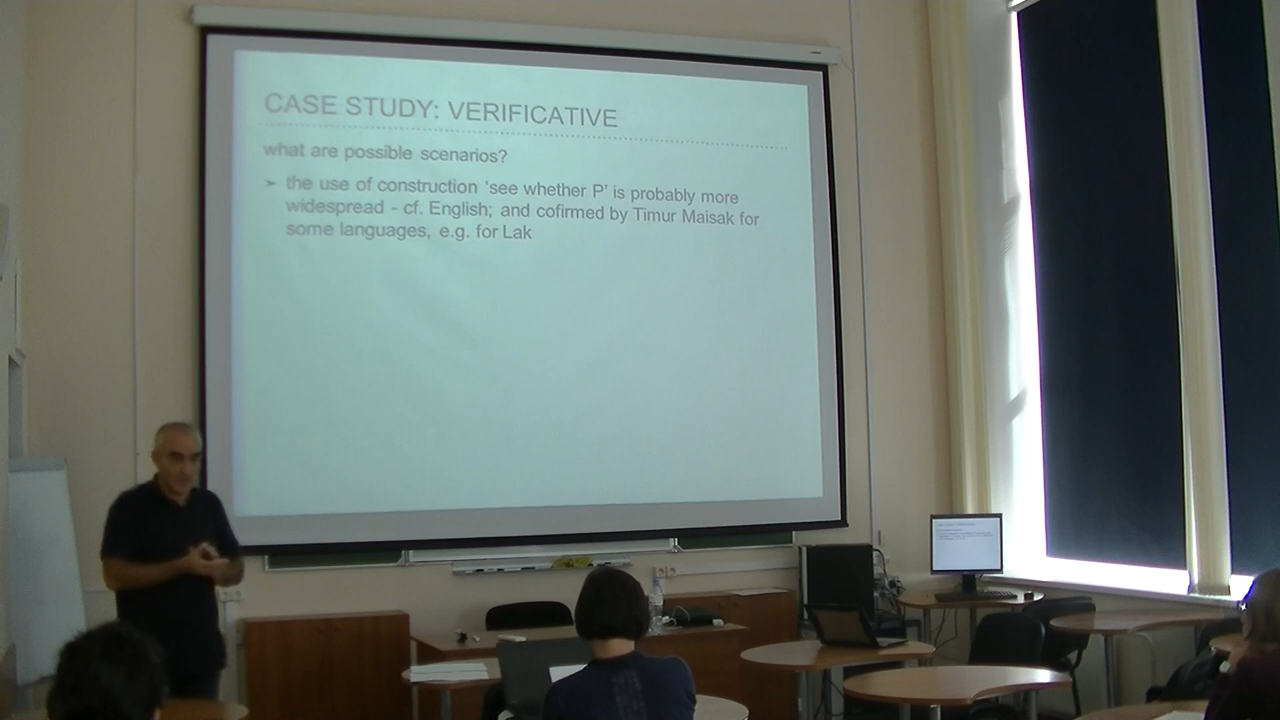 CASE STUDY: VERIFICATIVE
what are possible scenarios?
➢ the use of construction ‘see whether P’ is probably more
widespread - cf. English; and cofirmed by Timur Maisak for
some languages, e.g. for Lak